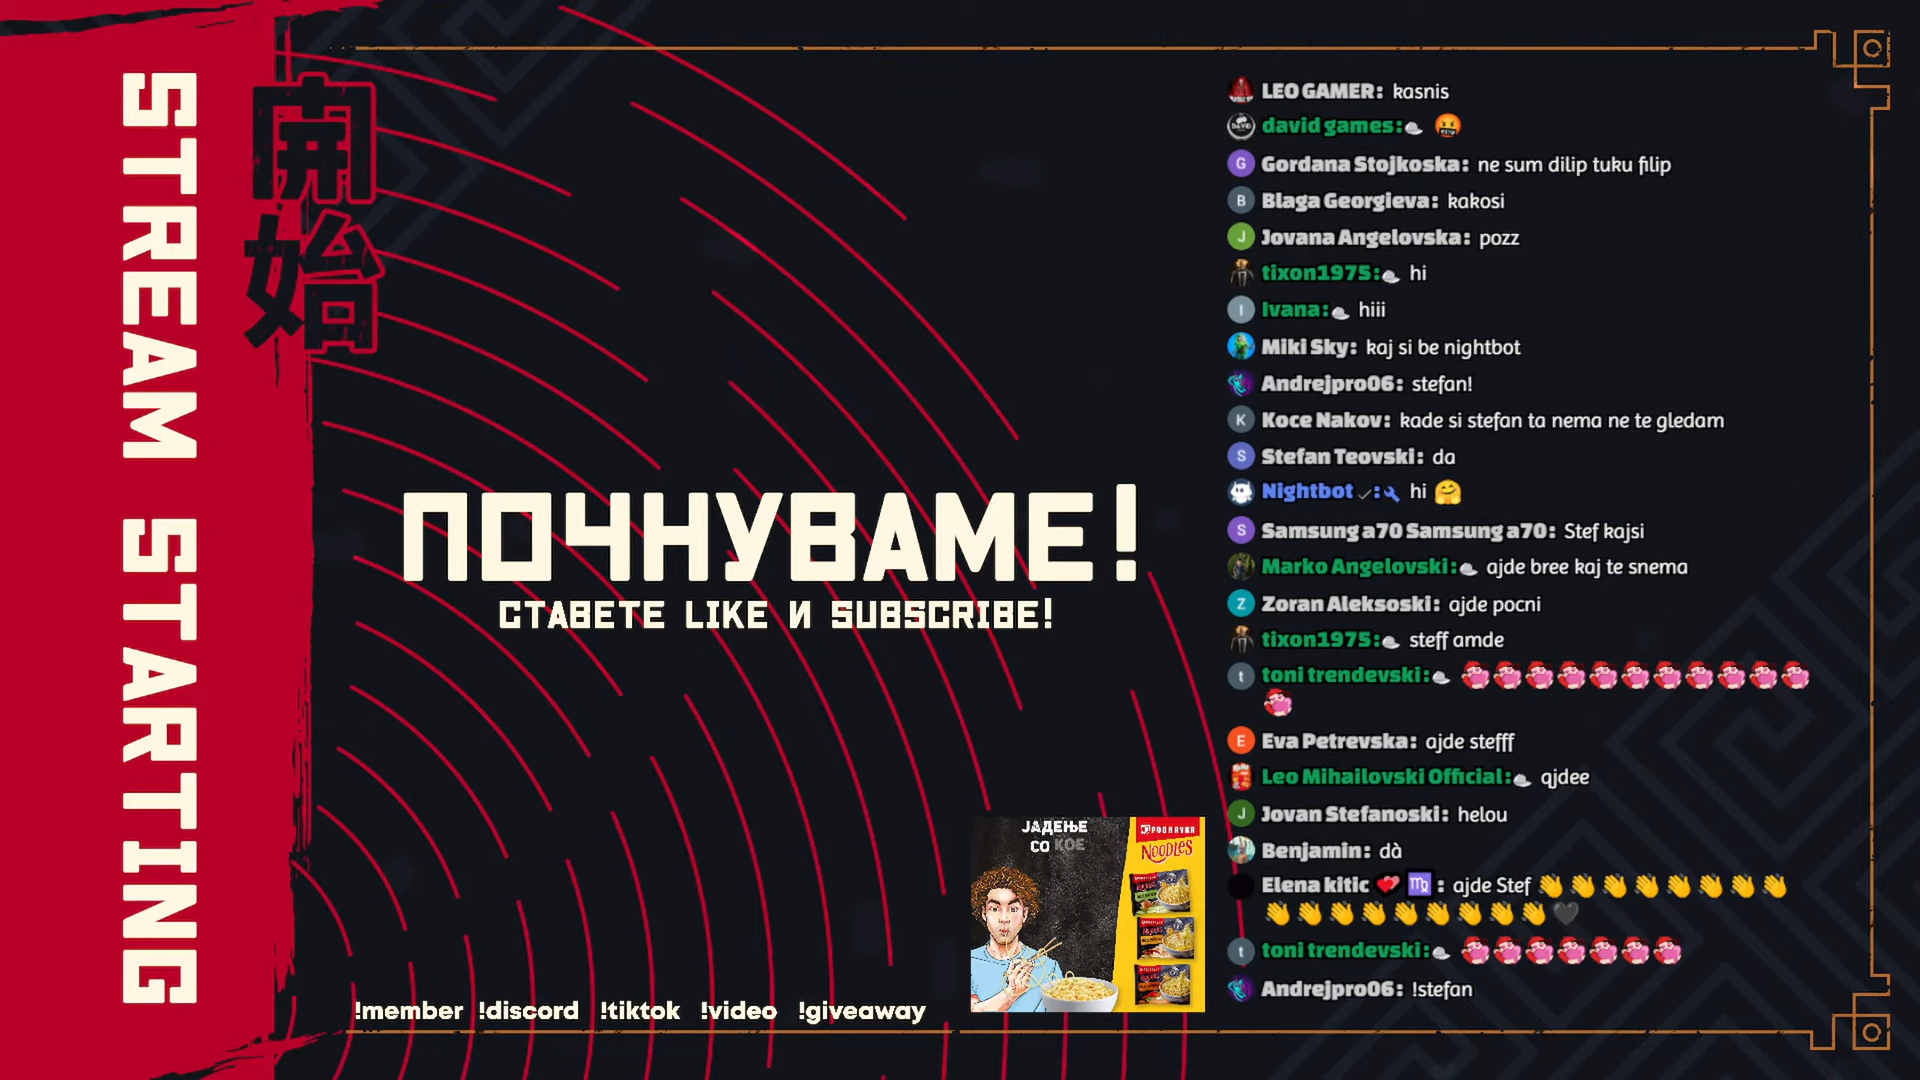 STREAM STARTING
開始
ПОЧНУВАМЕ!
СТАВЕТЕ LIKE И SUBSCRIBE!
!member !discord !tiktok !video !giveaway
ЈАДЕЊЕ
СО КОЕ
PODRAVKA
NOODLES
LEO GAMER: kasnis
david games: 🤬
Gordana Stojkoska: ne sum dilip tuku filip
Blaga Georgieva: kakosi
Jovana Angelovska: pozz
tixon1975: hi
Ivana: hiii
Miki Sky: kaj si be nightbot
Andrejpro06: stefan!
Koce Nakov: kade si stefan ta nema ne te gledam
Stefan Teovski: da
Nightbot ✓: hi 🤗
Samsung a70 Samsung a70: Stef kajsi
Marko Angelovski: ajde bree kaj te snema
Zoran Aleksoski: ajde pocni
tixon1975: steff amde
toni trendevski:
Eva Petrevska: ajde stefff
Leo Mihailovski Official: qjdee
Jovan Stefanoski: helou
Benjamin: dà
Elena kitic 💘 ♍ : ajde Stef 👋👋👋👋👋👋👋👋
👋👋👋👋👋👋👋👋👋🖤
toni trendevski:
Andrejpro06: !stefan